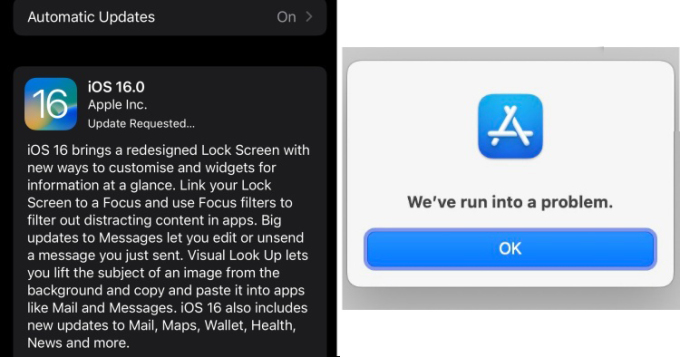 Automatic Updates On
16
iOS 16.0
Apple Inc.
Update Requested...
iOS 16 brings a redesigned Lock Screen with
new ways to customise and widgets for
information at a glance. Link your Lock
Screen to a Focus and use Focus filters to
filter out distracting content in apps. Big
updates to Messages let you edit or unsend
a message you just sent. Visual Look Up lets
you lift the subject of an image from the
background and copy and paste it into apps
like Mail and Messages. iOS 16 also includes
new updates to Mail, Maps, Wallet, Health,
News and more.
We've run into a problem.
OK